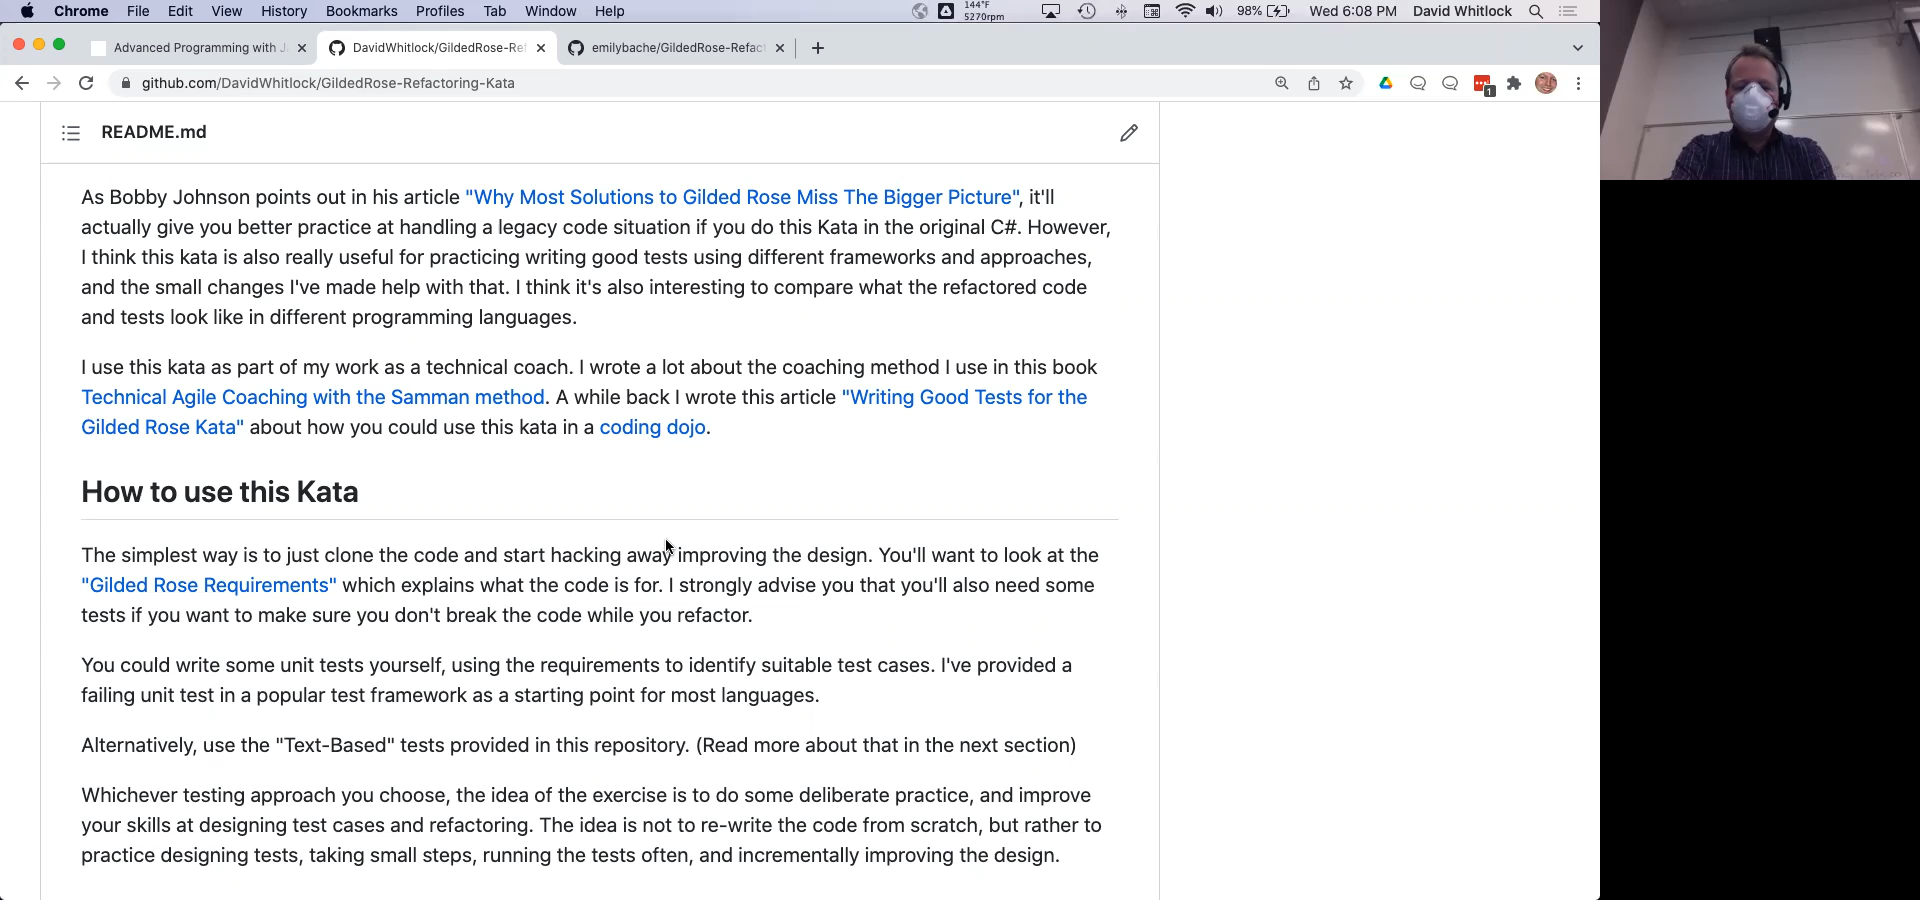 Chrome File Edit View History Bookmarks Profiles Tab Window Help 144°F 5270rpm 98% Wed 6:08 PM David Whitlock
Advanced Programming with J
DavidWhitlock/GildedRose-Ref
emilybache/GildedRose-Refact
github.com/DavidWhitlock/GildedRose-Refactoring-Kata
1
README.md
As Bobby Johnson points out in his article "Why Most Solutions to Gilded Rose Miss The Bigger Picture", it'll
actually give you better practice at handling a legacy code situation if you do this Kata in the original C#. However,
I think this kata is also really useful for practicing writing good tests using different frameworks and approaches,
and the small changes I've made help with that. I think it's also interesting to compare what the refactored code
and tests look like in different programming languages.
I use this kata as part of my work as a technical coach. I wrote a lot about the coaching method I use in this book
Technical Agile Coaching with the Samman method. A while back I wrote this article "Writing Good Tests for the
Gilded Rose Kata" about how you could use this kata in a coding dojo.
How to use this Kata
The simplest way is to just clone the code and start hacking away improving the design. You'll want to look at the
"Gilded Rose Requirements" which explains what the code is for. I strongly advise you that you'll also need some
tests if you want to make sure you don't break the code while you refactor.
You could write some unit tests yourself, using the requirements to identify suitable test cases. I've provided a
failing unit test in a popular test framework as a starting point for most languages.
Alternatively, use the "Text-Based" tests provided in this repository. (Read more about that in the next section)
Whichever testing approach you choose, the idea of the exercise is to do some deliberate practice, and improve
your skills at designing test cases and refactoring. The idea is not to re-write the code from scratch, but rather to
practice designing tests, taking small steps, running the tests often, and incrementally improving the design.